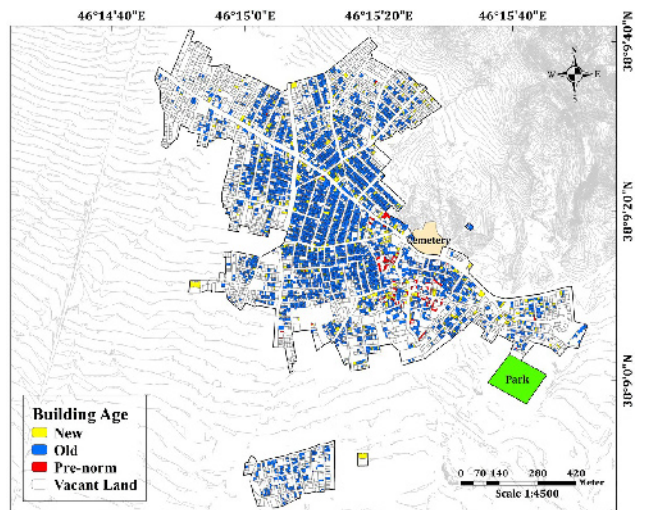 46°14'40"E 46°15'0"E 46°15'20"E 46°15'40"E
38°9'40"N
N
W E
S
38°9'20"N
Cemetery
38°9'0"N
Park
Building Age
New
Old
Pre-norm
Vacant Land
0 70 140 280 420
Meter
Scale 1:4500